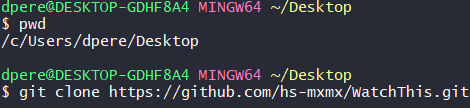 dpere@DESKTOP-GDHF8A4 MINGW64 ~/Desktop
$ pwd
/c/Users/dpere/Desktop
dpere@DESKTOP-GDHF8A4 MINGW64 ~/Desktop
$ git clone https://github.com/hs-mxmx/WatchThis.git